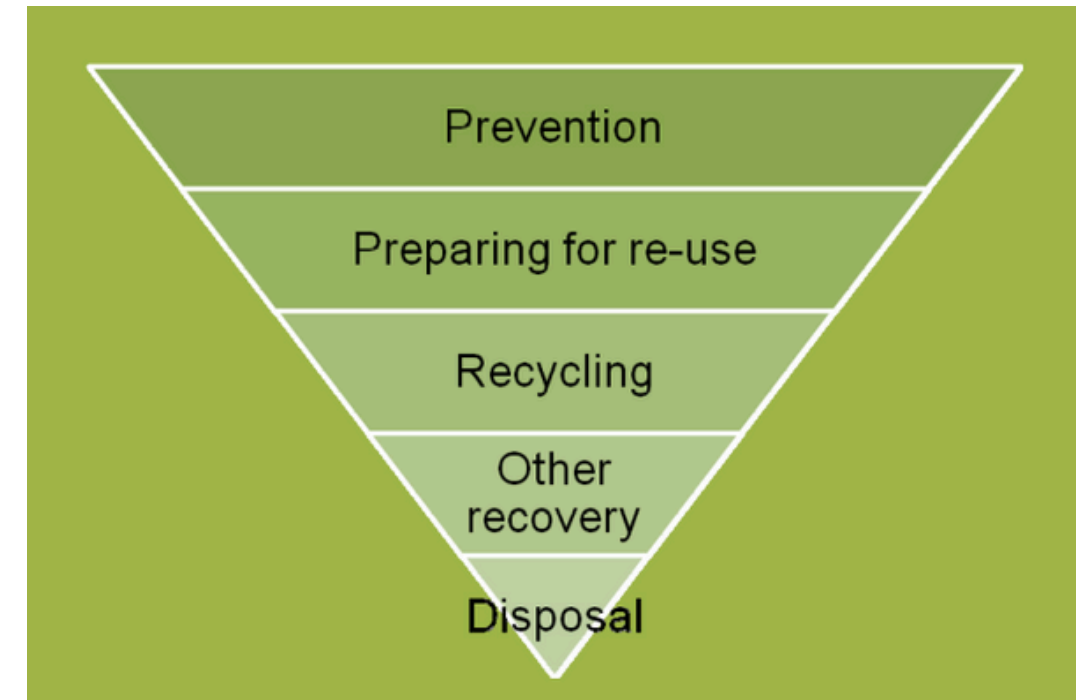 Prevention
Preparing for re-use
Recycling
Other
recovery
Disposal